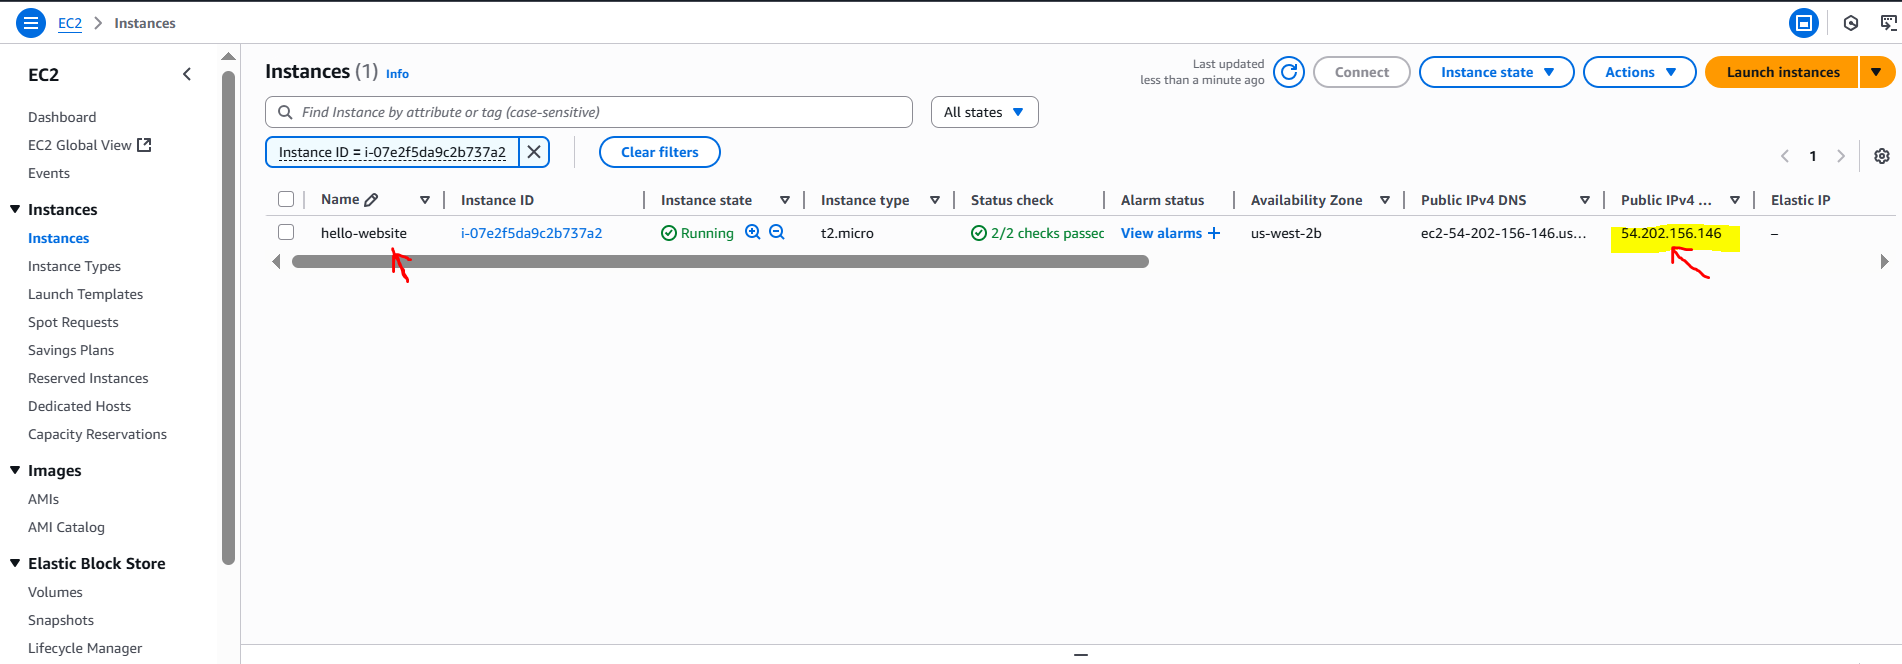 EC2 > Instances
EC2
Dashboard
EC2 Global View
Events
Instances
Instances
Instance Types
Launch Templates
Spot Requests
Savings Plans
Reserved Instances
Dedicated Hosts
Capacity Reservations
Images
AMIs
AMI Catalog
Elastic Block Store
Volumes
Snapshots
Lifecycle Manager
Instances (1) Info
Last updated
less than a minute ago
Connect
Instance state
Actions
Launch instances
Find Instance by attribute or tag (case-sensitive)
All states
Instance ID = i-07e2f5da9c2b737a2
Clear filters
1
Name Instance ID Instance state Instance type Status check Alarm status Availability Zone Public IPv4 DNS Public IPv4 ... Elastic IP
hello-website i-07e2f5da9c2b737a2 Running t2.micro 2/2 checks passec View alarms + us-west-2b ec2-54-202-156-146.us... 54.202.156.146 –